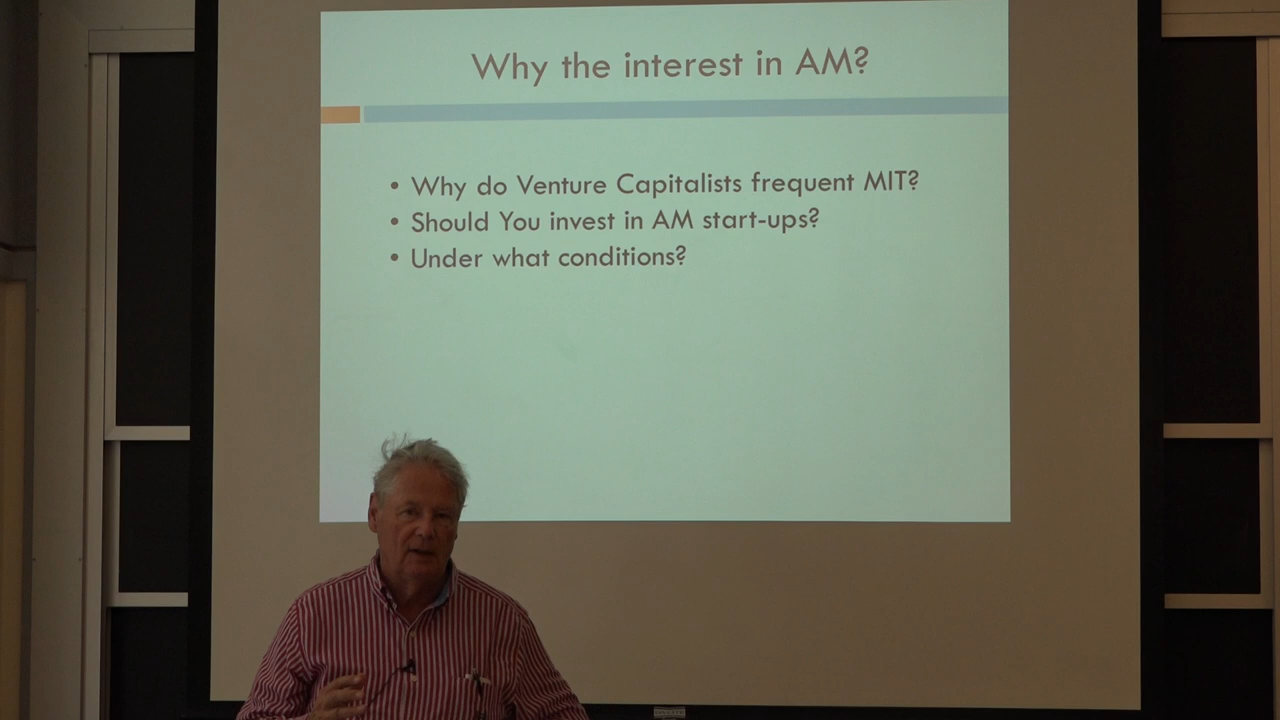 Why the interest in AM?
• Why do Venture Capitalists frequent MIT?
• Should You invest in AM start-ups?
• Under what conditions?